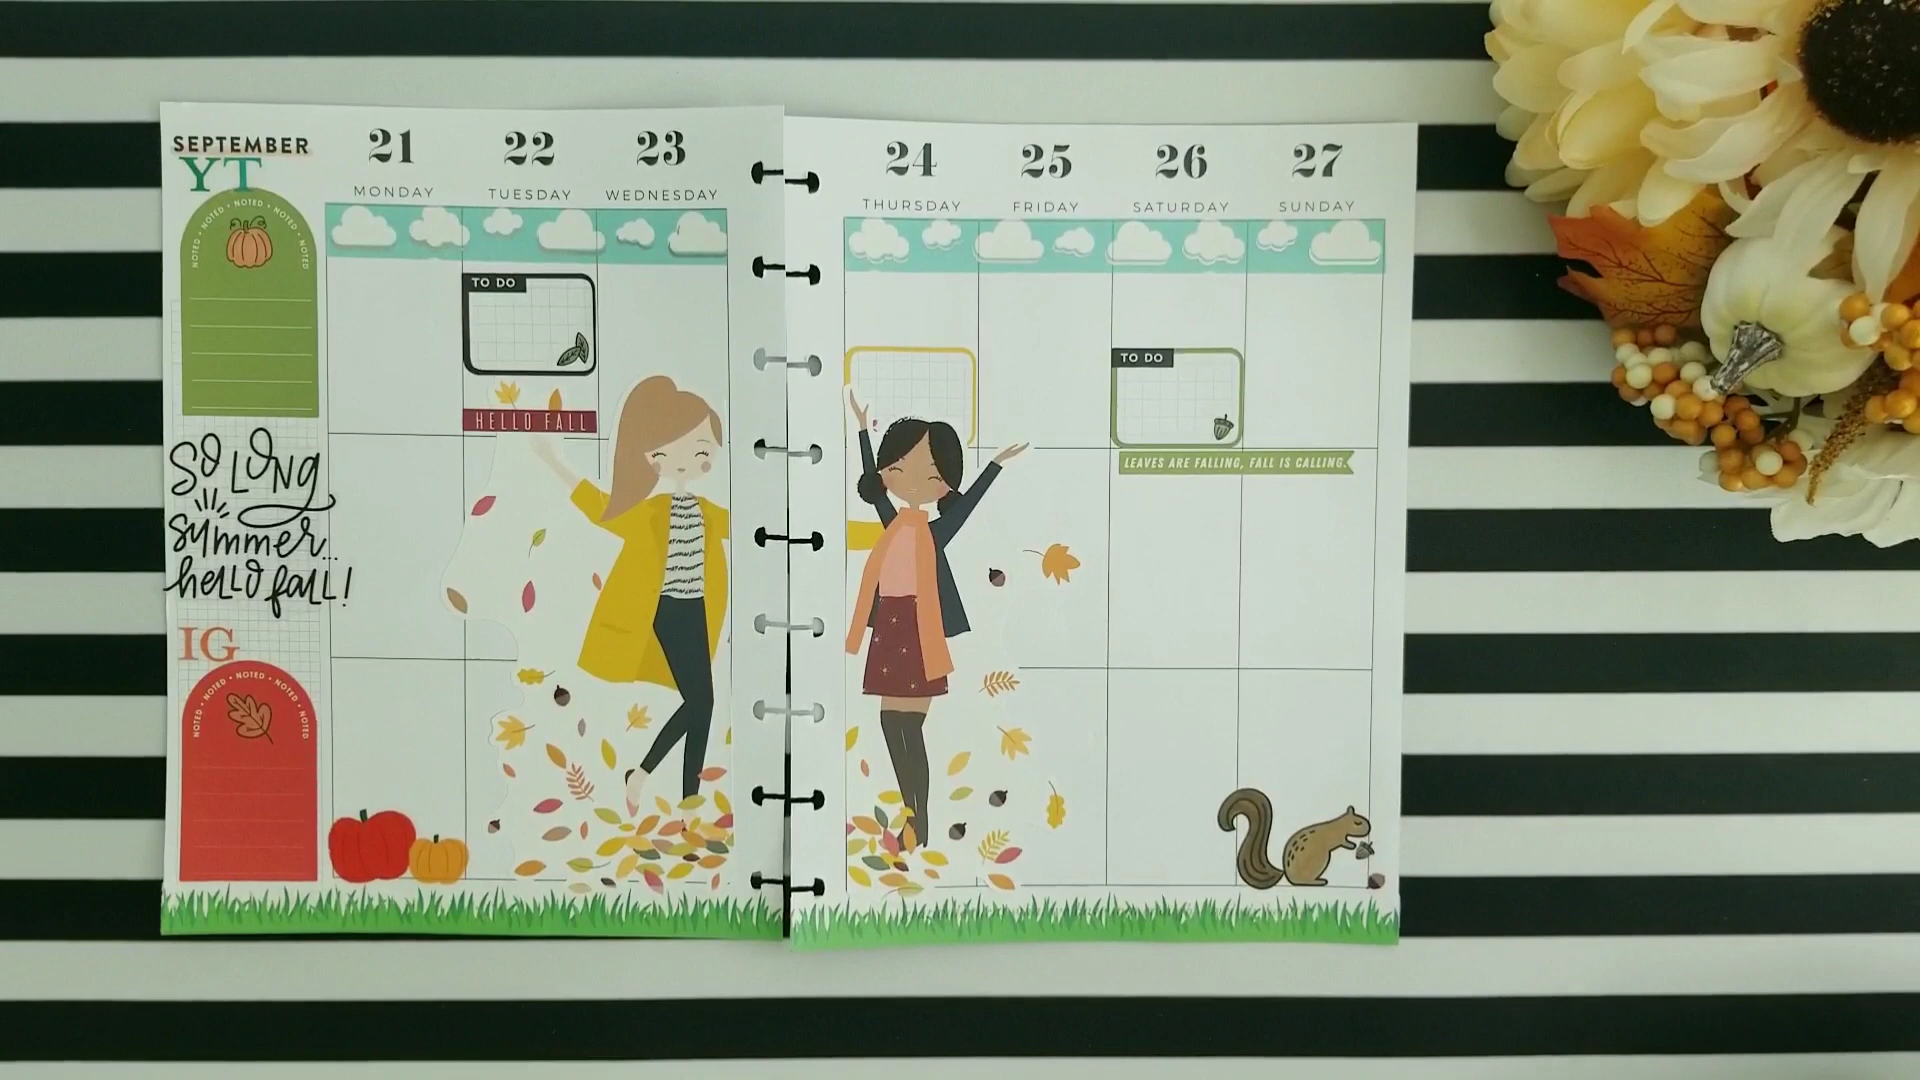 SEPTEMBER
YT
NOTED • NOTED • NOTED • NOTED • NOTED
SO LONG
summer...
hello fall!
IG
NOTED • NOTED • NOTED • NOTED • NOTED
21
MONDAY
22
TUESDAY
23
WEDNESDAY
TO DO
HELLO FALL
24
THURSDAY
25
FRIDAY
26
SATURDAY
27
SUNDAY
TO DO
LEAVES ARE FALLING, FALL IS CALLING.